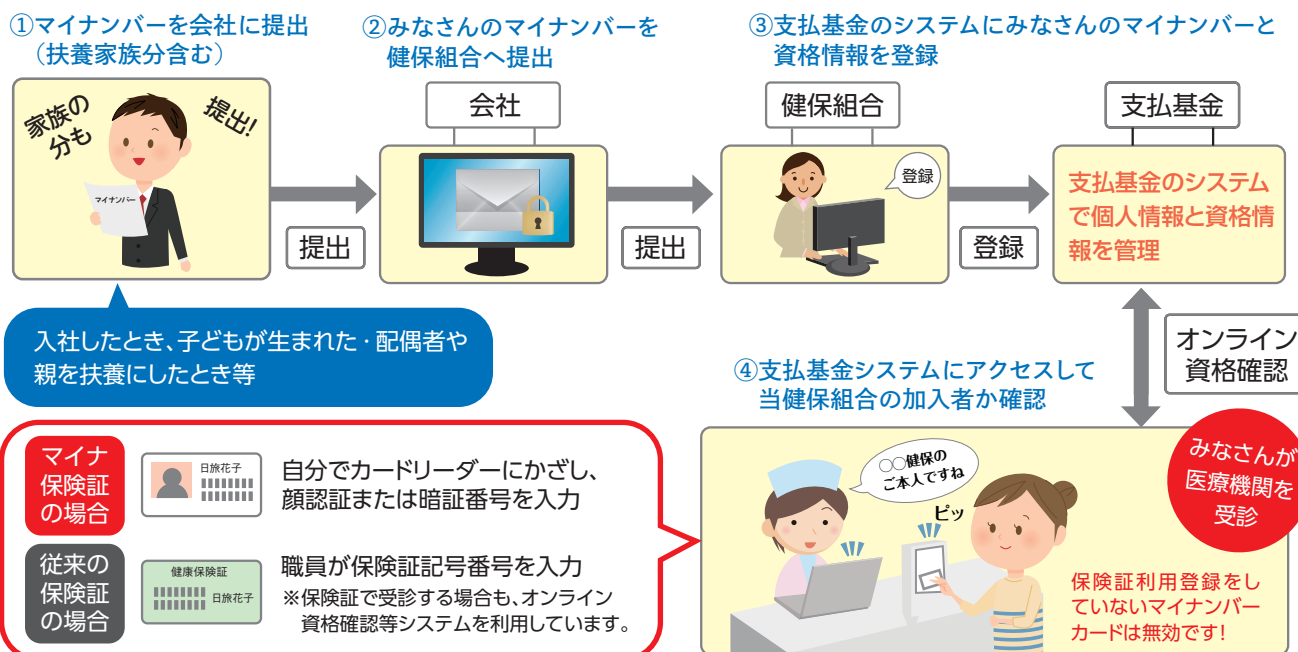 ①マイナンバーを会社に提出
（扶養家族分含む）
②みなさんのマイナンバーを
健保組合へ提出
③支払基金のシステムにみなさんのマイナンバーと
資格情報を登録
家族の
分も
提出!
マイナンバー
提出
会社
提出
健保組合
登録
登録
支払基金
支払基金のシステム
で個人情報と資格情
報を管理
入社したとき、子どもが生まれた・配偶者や
親を扶養にしたとき等
オンライン
資格確認
④支払基金システムにアクセスして
当健保組合の加入者か確認
マイナ
保険証
の場合
日旅花子
自分でカードリーダーにかざし、
顔認証または暗証番号を入力
従来の
保険証
の場合
健康保険証
日旅花子
職員が保険証記号番号を入力
※保険証で受診する場合も、オンライン
資格確認等システムを利用しています。
○○健保の
ご本人ですね
ピッ
みなさんが
医療機関を
受診
保険証利用登録をし
ていないマイナンバー
カードは無効です!